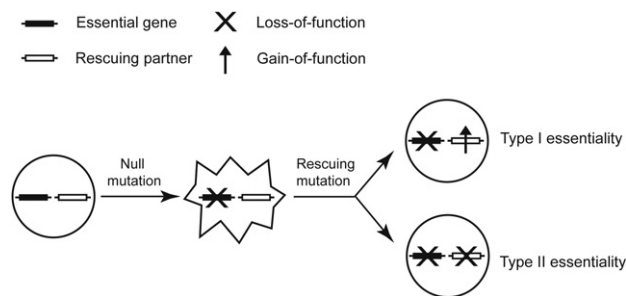 Essential gene
Loss-of-function
Rescuing partner
Gain-of-function
Null
mutation
Rescuing
mutation
Type I essentiality
Type II essentiality